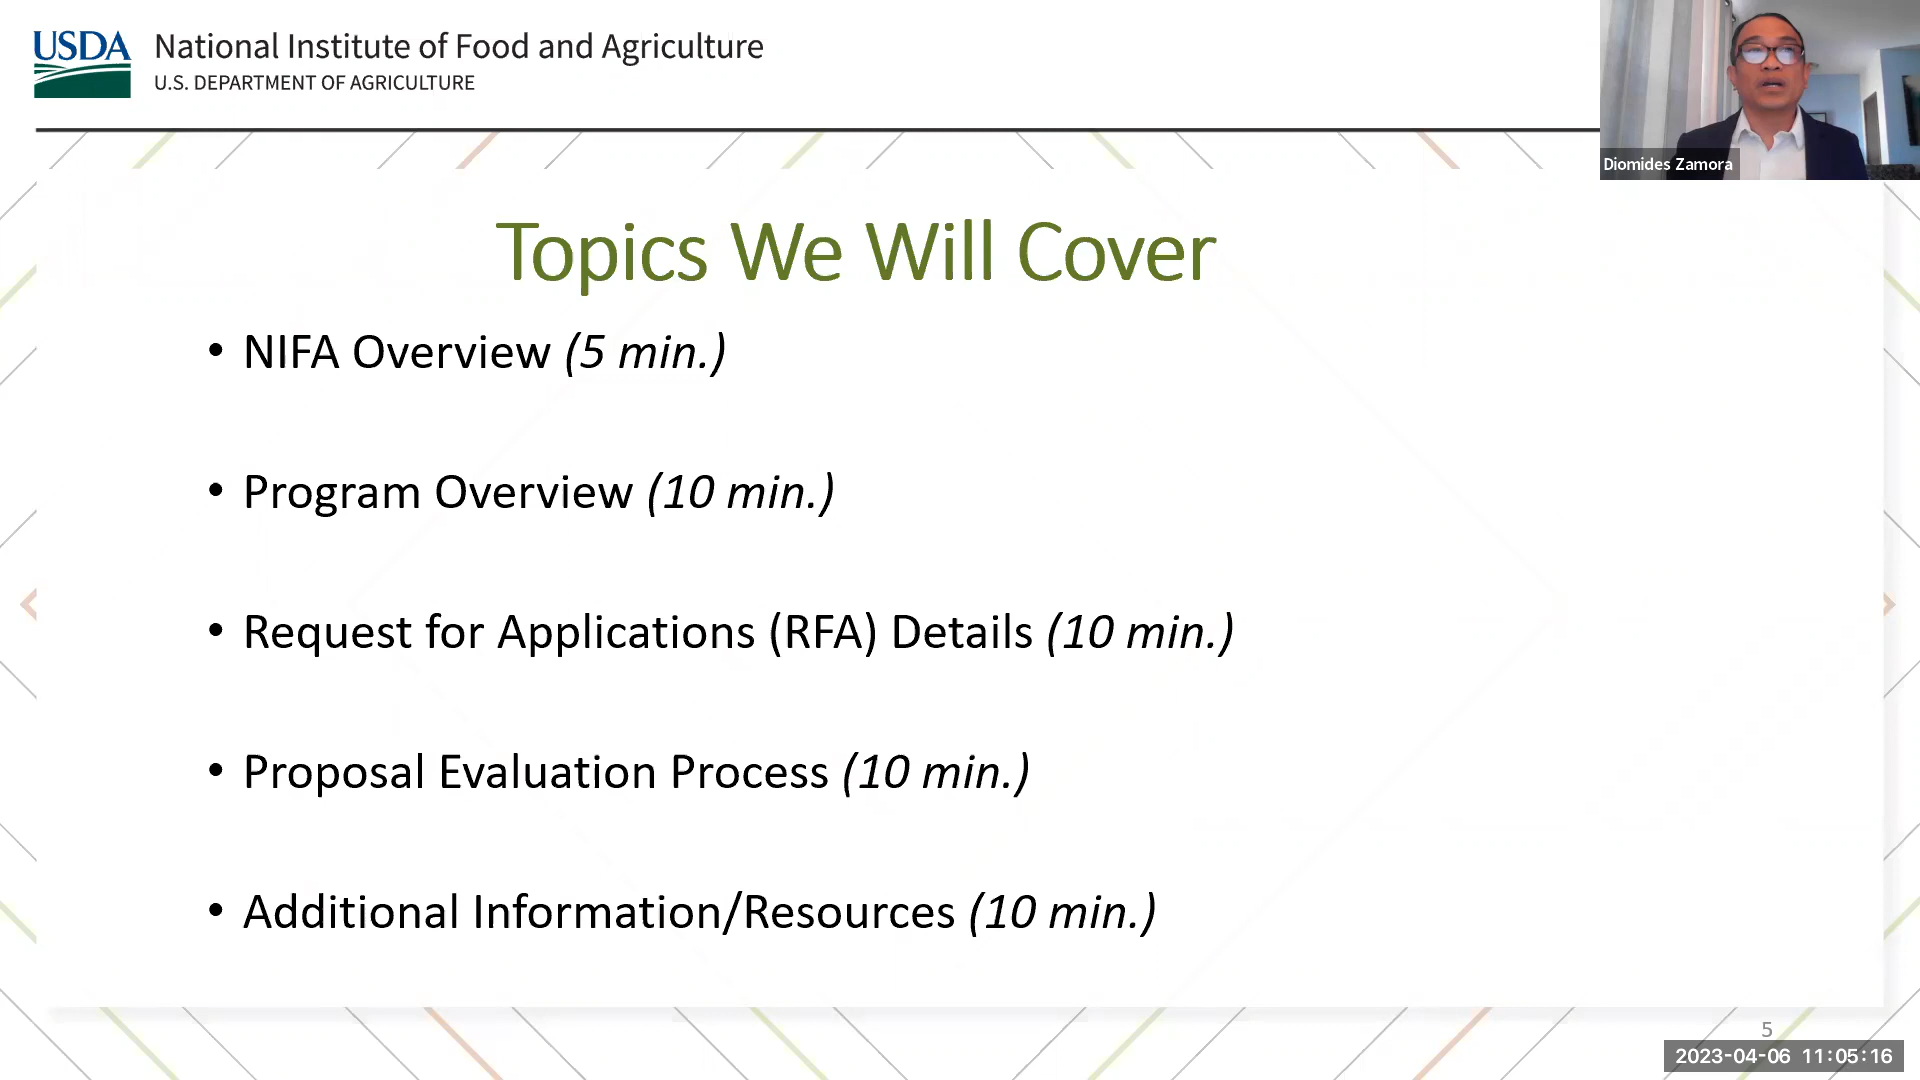 USDA
National Institute of Food and Agriculture
U.S. DEPARTMENT OF AGRICULTURE
Diomides Zamora
Topics We Will Cover
• NIFA Overview (5 min.)
• Program Overview (10 min.)
• Request for Applications (RFA) Details (10 min.)
• Proposal Evaluation Process (10 min.)
• Additional Information/Resources (10 min.)
5
2023-04-06 11:05:16